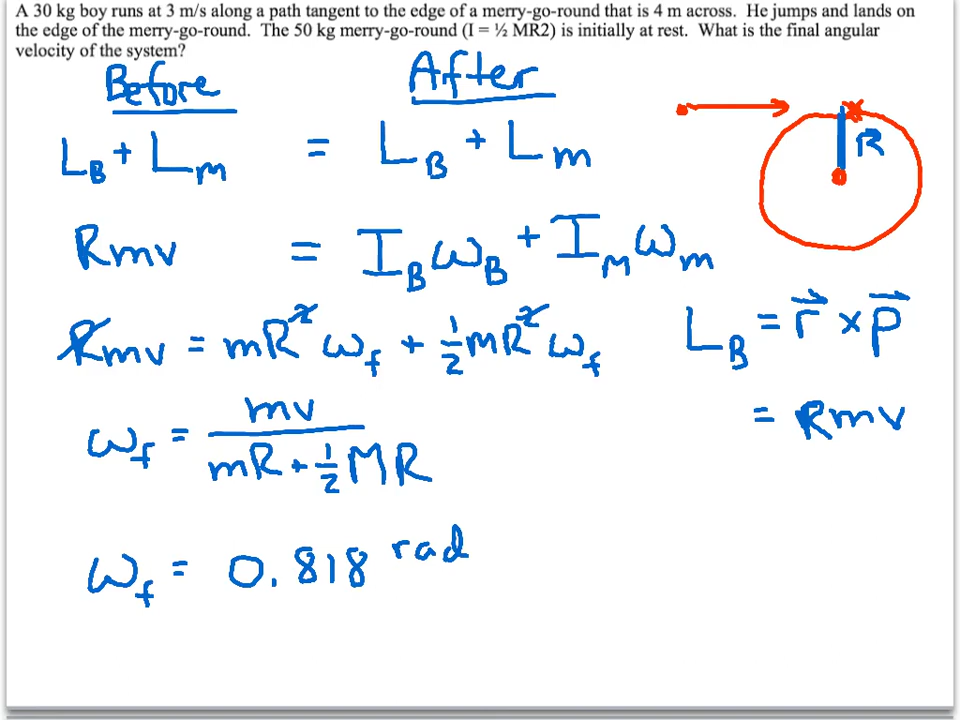 A 30 kg boy runs at 3 m/s along a path tangent to the edge of a merry-go-round that is 4 m across. He jumps and lands on
the edge of the merry-go-round. The 50 kg merry-go-round (I = ½ MR2) is initially at rest. What is the final angular
velocity of the system?
Before After
L_B + L_m = L_B + L_m
R
Rmv = I_B ω_B + I_M ω_m
Rmv = mR² ω_f + 1/2 MR² ω_f
L_B = r⃗ × p⃗
= Rmv
ω_f = mv / (mR + 1/2 MR)
ω_f = 0.818 rad